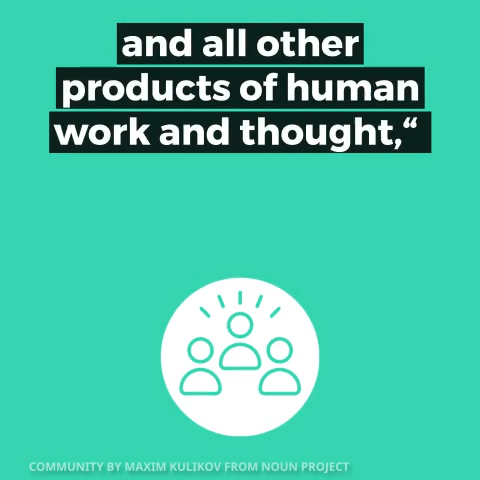 and all other
products of human
work and thought,“
COMMUNITY BY MAXIM KULIKOV FROM NOUN PROJECT